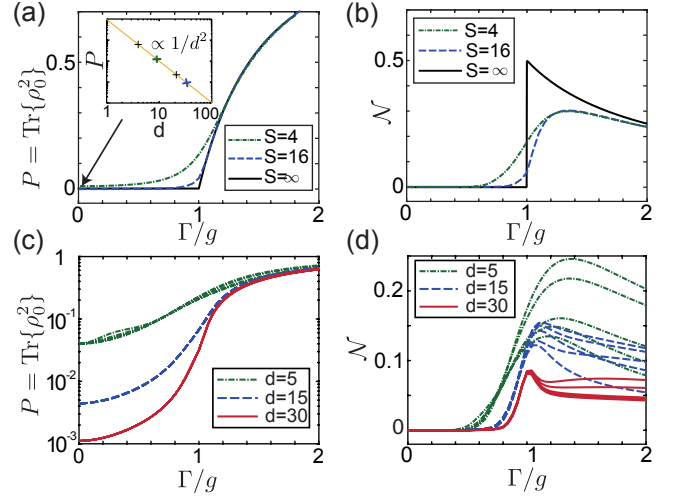 (a)
P = Tr{ρ₀²}
0.5
0
P
∝ 1/d²
1
10
100
d
S=4
S=16
S=∞
0
1
2
Γ/g
(b)
𝒩
0.5
0
S=4
S=16
S=∞
0
1
2
Γ/g
(c)
P = Tr{ρ₀²}
1
10⁻¹
10⁻²
10⁻³
d=5
d=15
d=30
0
1
2
Γ/g
(d)
𝒩
0.2
0.1
0
d=5
d=15
d=30
0
1
2
Γ/g